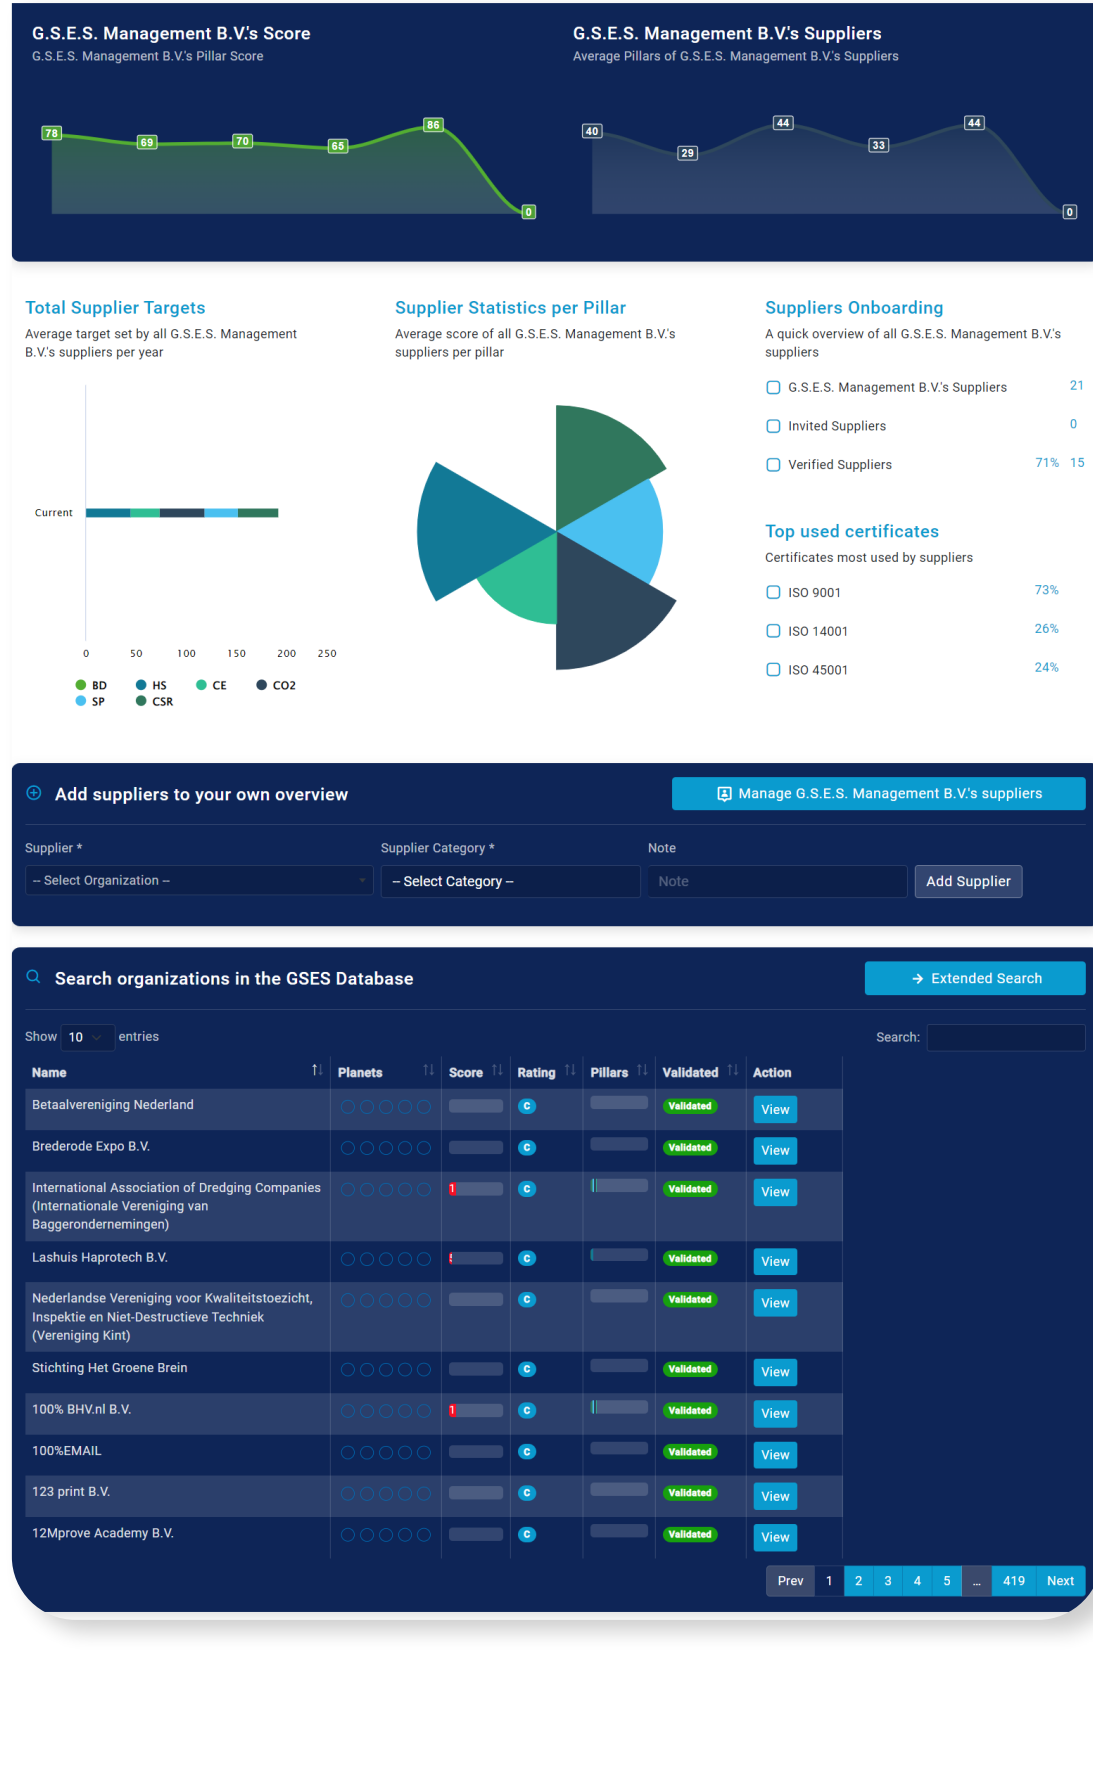 G.S.E.S. Management B.V.'s Score
G.S.E.S. Management B.V.'s Pillar Score
78
69
70
65
86
0
G.S.E.S. Management B.V.'s Suppliers
Average Pillars of G.S.E.S. Management B.V.'s Suppliers
40
29
44
33
44
0
Total Supplier Targets
Average target set by all G.S.E.S. Management
B.V.'s suppliers per year
Current
0 50 100 150 200 250
BD HS CE CO2
SP CSR
Supplier Statistics per Pillar
Average score of all G.S.E.S. Management B.V.'s
suppliers per pillar
Suppliers Onboarding
A quick overview of all G.S.E.S. Management B.V.'s
suppliers
G.S.E.S. Management B.V.'s Suppliers 21
Invited Suppliers 0
Verified Suppliers 71% 15
Top used certificates
Certificates most used by suppliers
ISO 9001 73%
ISO 14001 26%
ISO 45001 24%
Add suppliers to your own overview
Manage G.S.E.S. Management B.V.'s suppliers
Supplier * Supplier Category * Note
-- Select Organization -- -- Select Category -- Note Add Supplier
Search organizations in the GSES Database
→ Extended Search
Show 10 entries Search:
Name Planets Score Rating Pillars Validated Action
Betaalvereniging Nederland C Validated View
Brederode Expo B.V. C Validated View
International Association of Dredging Companies 1 C Validated View
(Internationale Vereniging van
Baggerondernemingen)
Lashuis Haprotech B.V. C Validated View
Nederlandse Vereniging voor Kwaliteitstoezicht, C Validated View
Inspektie en Niet-Destructieve Techniek
(Vereniging Kint)
Stichting Het Groene Brein C Validated View
100% BHV.nl B.V. 1 C Validated View
100%EMAIL C Validated View
123 print B.V. C Validated View
12Mprove Academy B.V. C Validated View
Prev 1 2 3 4 5 ... 419 Next